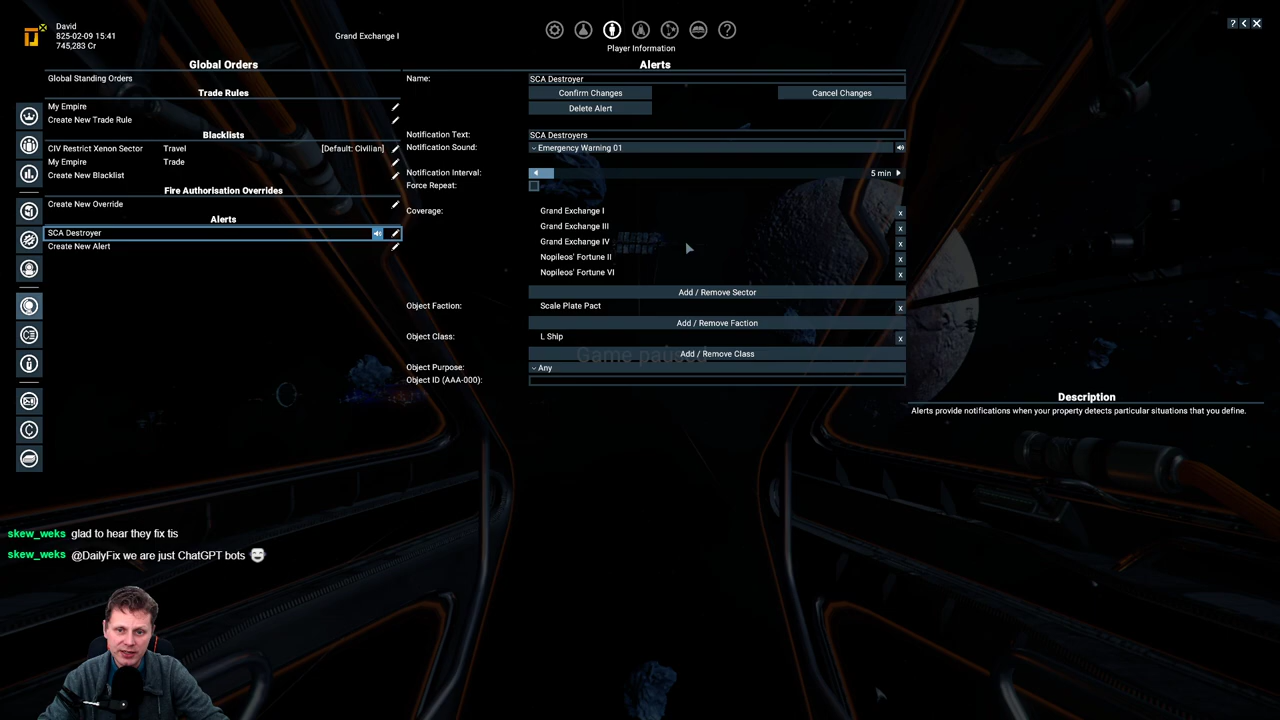 David
825-02-09 15:41
745,283 Cr
Grand Exchange I
Player Information
? < X
Global Orders
Global Standing Orders
Trade Rules
My Empire
Create New Trade Rule
Blacklists
CIV Restrict Xenon Sector Travel [Default: Civilian]
My Empire Trade
Create New Blacklist
Fire Authorisation Overrides
Create New Override
Alerts
SCA Destroyer
Create New Alert
Alerts
Name: SCA Destroyer
Confirm Changes Cancel Changes
Delete Alert
Notification Text: SCA Destroyers
Notification Sound: Emergency Warning 01
Notification Interval: 5 min
Force Repeat:
Coverage: Grand Exchange I x
Grand Exchange III x
Grand Exchange IV x
Nopileos' Fortune II x
Nopileos' Fortune VI x
Add / Remove Sector
Object Faction: Scale Plate Pact x
Add / Remove Faction
Object Class: L Ship x
Game paused
Add / Remove Class
Object Purpose: Any
Object ID (AAA-000):
Description
Alerts provide notifications when your property detects particular situations that you define.
skew_weks glad to hear they fix tis
skew_weks @DailyFix we are just ChatGPT bots